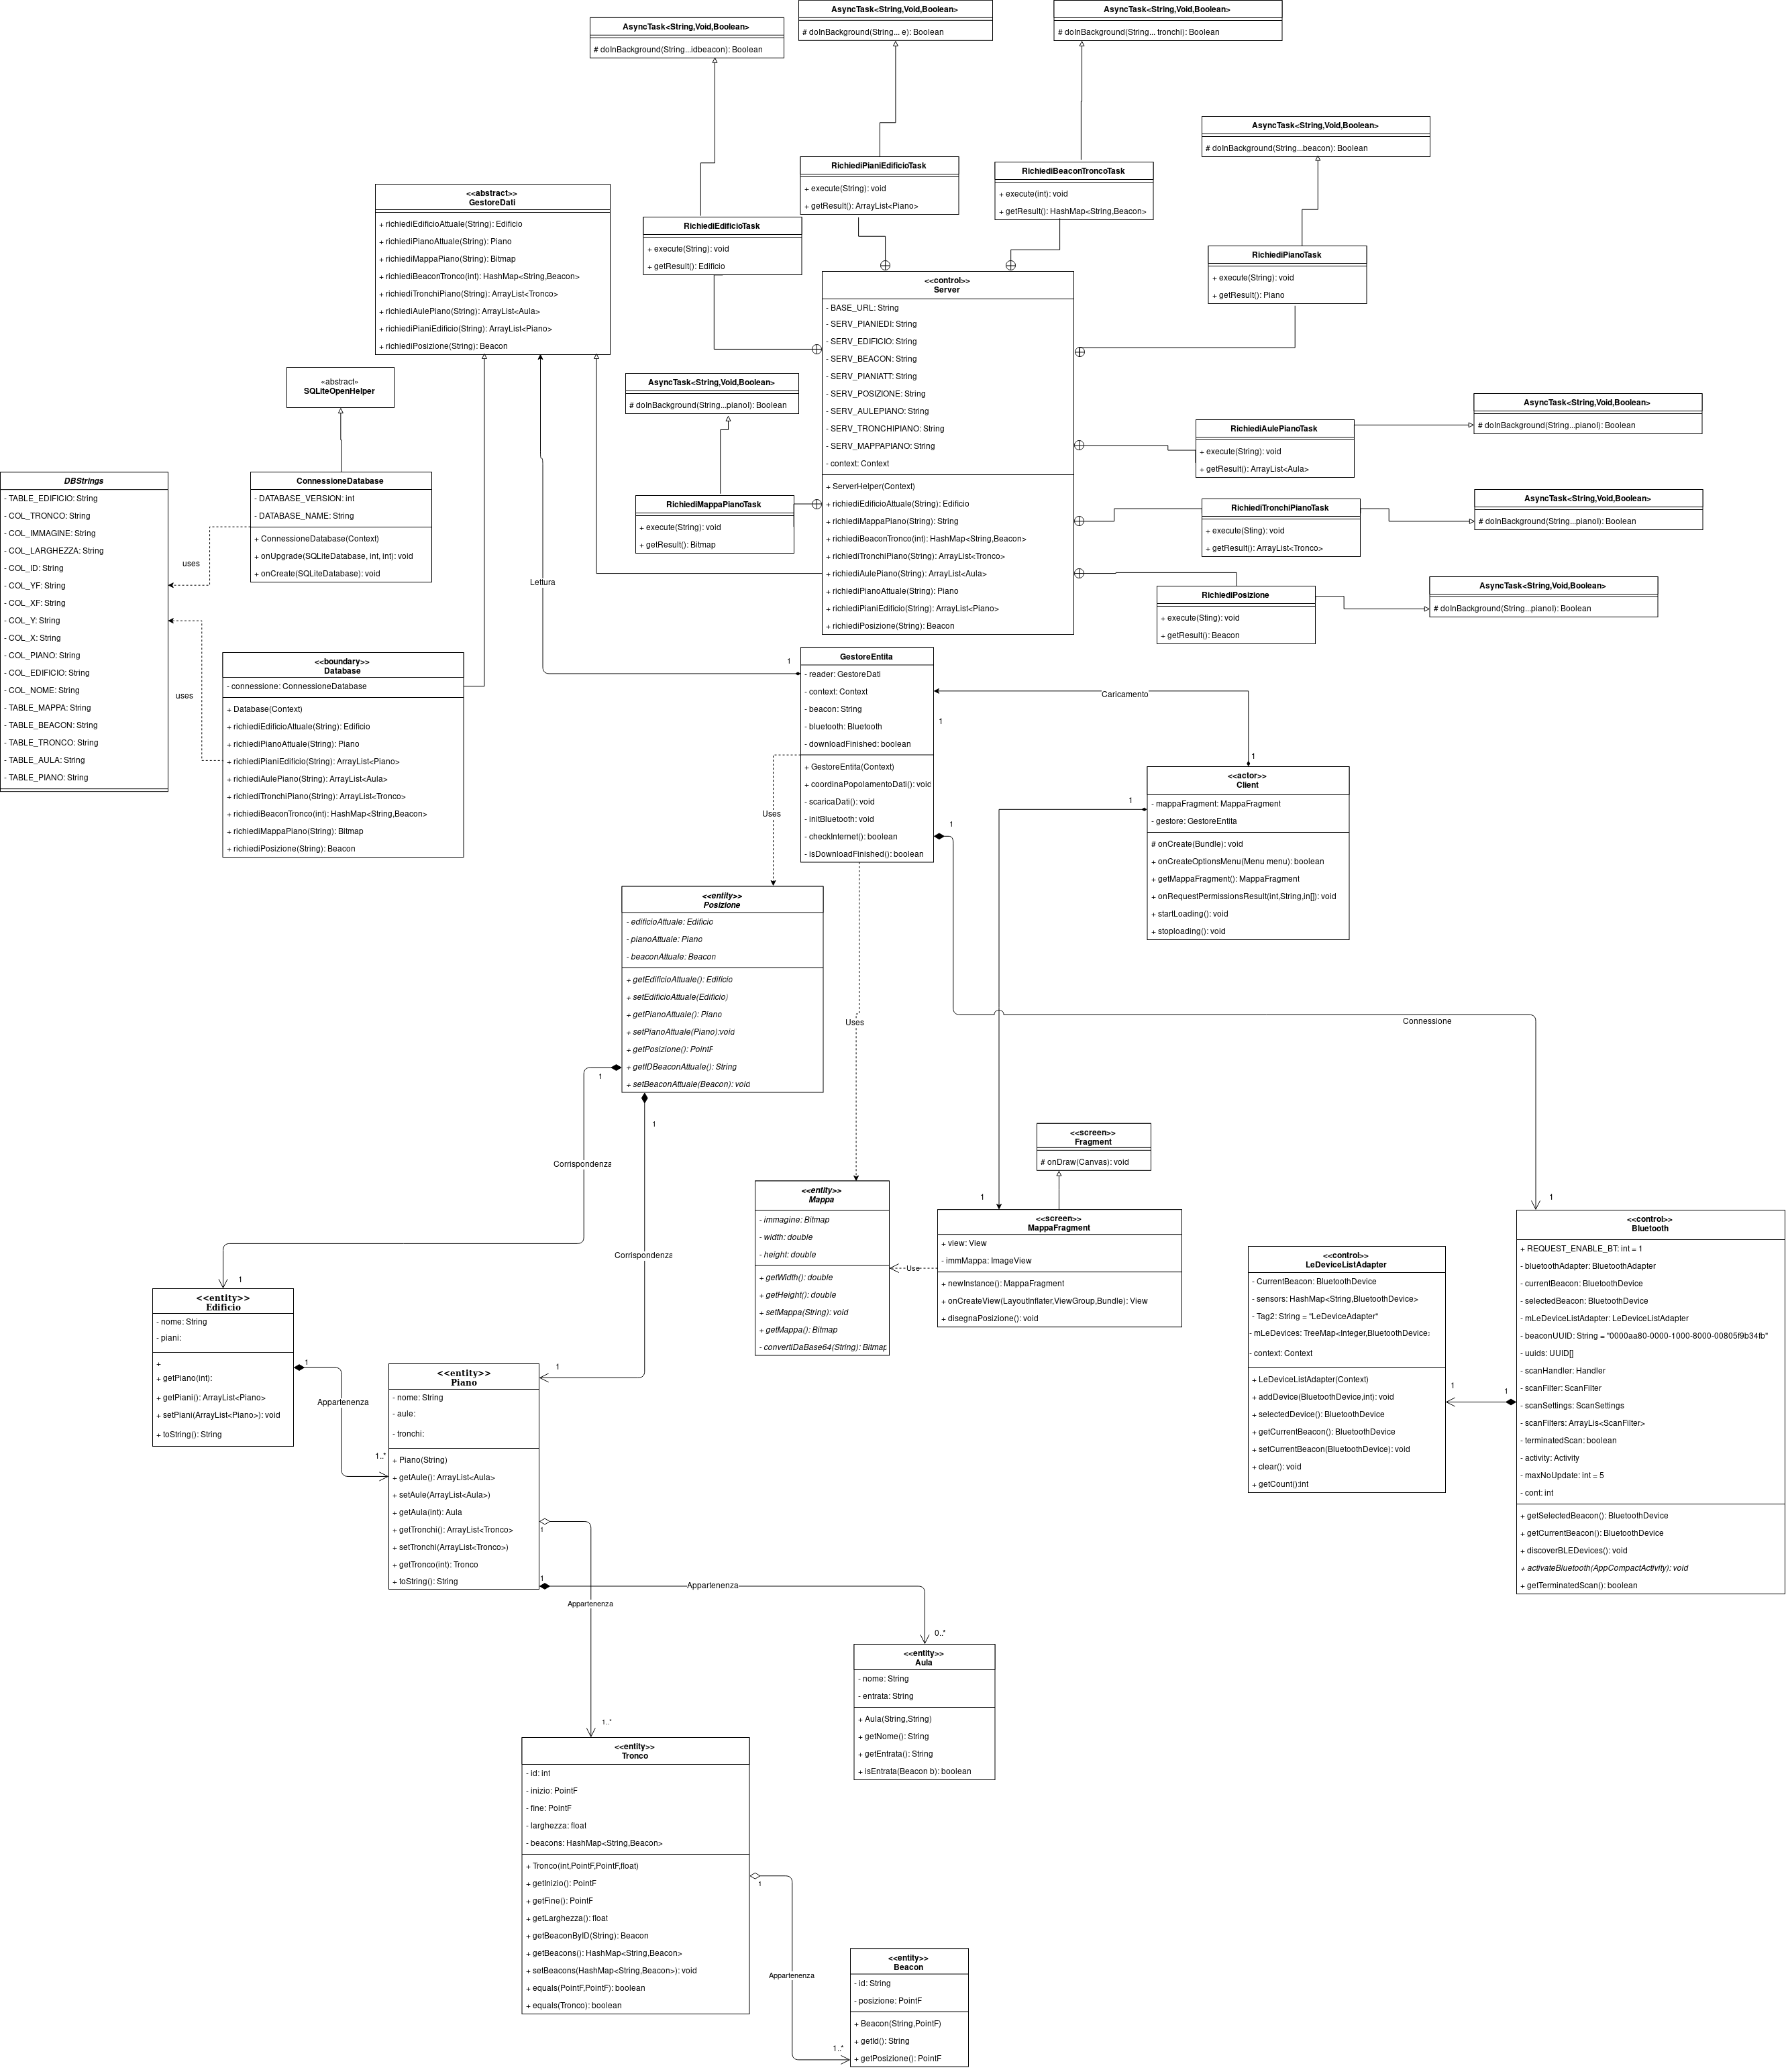 AsyncTask<String,Void,Boolean>
# doInBackground(String...idbeacon): Boolean
AsyncTask<String,Void,Boolean>
# doInBackground(String... e): Boolean
AsyncTask<String,Void,Boolean>
# doInBackground(String... tronchi): Boolean
AsyncTask<String,Void,Boolean>
# doInBackground(String...beacon): Boolean
RichiediPianiEdificioTask
+ execute(String): void
+ getResult(): ArrayList<Piano>
RichiediBeaconTroncoTask
+ execute(int): void
+ getResult(): HashMap<String,Beacon>
<<abstract>>
GestoreDati
+ richiediEdificioAttuale(String): Edificio
+ richiediPianoAttuale(String): Piano
+ richiediMappaPiano(String): Bitmap
+ richiediBeaconTronco(int): HashMap<String,Beacon>
+ richiediTronchiPiano(String): ArrayList<Tronco>
+ richiediAulePiano(String): ArrayList<Aula>
+ richiediPianiEdificio(String): ArrayList<Piano>
+ richiediPosizione(String): Beacon
RichiediEdificioTask
+ execute(String): void
+ getResult(): Edificio
RichiediPianoTask
+ execute(String): void
+ getResult(): Piano
<<control>>
Server
- BASE_URL: String
- SERV_PIANIEDI: String
- SERV_EDIFICIO: String
- SERV_BEACON: String
- SERV_PIANIATT: String
- SERV_POSIZIONE: String
- SERV_AULEPIANO: String
- SERV_TRONCHIPIANO: String
- SERV_MAPPAPIANO: String
- context: Context
+ ServerHelper(Context)
+ richiediEdificioAttuale(String): Edificio
+ richiediMappaPiano(String): String
+ richiediBeaconTronco(int): HashMap<String,Beacon>
+ richiediTronchiPiano(String): ArrayList<Tronco>
+ richiediAulePiano(String): ArrayList<Aula>
+ richiediPianoAttuale(String): Piano
+ richiediPianiEdificio(String): ArrayList<Piano>
+ richiediPosizione(String): Beacon
«abstract»
SQLiteOpenHelper
AsyncTask<String,Void,Boolean>
# doInBackground(String...pianoI): Boolean
AsyncTask<String,Void,Boolean>
# doInBackground(String...pianoI): Boolean
RichiediAulePianoTask
+ execute(String): void
+ getResult(): ArrayList<Aula>
DBStrings
- TABLE_EDIFICIO: String
- COL_TRONCO: String
- COL_IMMAGINE: String
- COL_LARGHEZZA: String
- COL_ID: String
- COL_YF: String
- COL_XF: String
- COL_Y: String
- COL_X: String
- COL_PIANO: String
- COL_EDIFICIO: String
- COL_NOME: String
- TABLE_MAPPA: String
- TABLE_BEACON: String
- TABLE_TRONCO: String
- TABLE_AULA: String
- TABLE_PIANO: String
ConnessioneDatabase
- DATABASE_VERSION: int
- DATABASE_NAME: String
+ ConnessioneDatabase(Context)
+ onUpgrade(SQLiteDatabase, int, int): void
+ onCreate(SQLiteDatabase): void
uses
uses
RichiediMappaPianoTask
+ execute(String): void
+ getResult(): Bitmap
RichiediTronchiPianoTask
+ execute(Sting): void
+ getResult(): ArrayList<Tronco>
AsyncTask<String,Void,Boolean>
# doInBackground(String...pianoI): Boolean
Lettura
RichiediPosizione
+ execute(Sting): void
+ getResult(): Beacon
AsyncTask<String,Void,Boolean>
# doInBackground(String...pianoI): Boolean
<<boundary>>
Database
- connessione: ConnessioneDatabase
+ Database(Context)
+ richiediEdificioAttuale(String): Edificio
+ richiediPianoAttuale(String): Piano
+ richiediPianiEdificio(String): ArrayList<Piano>
+ richiediAulePiano(String): ArrayList<Aula>
+ richiediTronchiPiano(String): ArrayList<Tronco>
+ richiediBeaconTronco(int): HashMap<String,Beacon>
+ richiediMappaPiano(String): Bitmap
+ richiediPosizione(String): Beacon
1
GestoreEntita
- reader: GestoreDati
- context: Context
- beacon: String
- bluetooth: Bluetooth
- downloadFinished: boolean
+ GestoreEntita(Context)
+ coordinaPopolamentoDati(): void
- scaricaDati(): void
- initBluetooth: void
- checkInternet(): boolean
- isDownloadFinished(): boolean
Caricamento
1
1
<<actor>>
Client
- mappaFragment: MappaFragment
- gestore: GestoreEntita
# onCreate(Bundle): void
+ onCreateOptionsMenu(Menu menu): boolean
+ getMappaFragment(): MappaFragment
+ onRequestPermissionsResult(int,String,in[]): void
+ startLoading(): void
+ stoploading(): void
1
1
Uses
<<entity>>
Posizione
- edificioAttuale: Edificio
- pianoAttuale: Piano
- beaconAttuale: Beacon
+ getEdificioAttuale(): Edificio
+ setEdificioAttuale(Edificio)
+ getPianoAttuale(): Piano
+ setPianoAttuale(Piano):void
+ getPosizione(): PointF
+ getIDBeaconAttuale(): String
+ setBeaconAttuale(Beacon): void
Uses
Connessione
1
1
Corrispondenza
Corrispondenza
<<screen>>
Fragment
# onDraw(Canvas): void
<<entity>>
Mappa
- immagine: Bitmap
- width: double
- height: double
+ getWidth(): double
+ getHeight(): double
+ setMappa(String): void
+ getMappa(): Bitmap
- convertiDaBase64(String): Bitmap
Use
1
<<screen>>
MappaFragment
+ view: View
- immMappa: ImageView
+ newInstance(): MappaFragment
+ onCreateView(LayoutInflater,ViewGroup,Bundle): View
+ disegnaPosizione(): void
1
<<control>>
Bluetooth
+ REQUEST_ENABLE_BT: int = 1
- bluetoothAdapter: BluetoothAdapter
- currentBeacon: BluetoothDevice
- selectedBeacon: BluetoothDevice
- mLeDeviceListAdapter: LeDeviceListAdapter
- beaconUUID: String = "0000aa80-0000-1000-8000-00805f9b34fb"
- uuids: UUID[]
- scanHandler: Handler
- scanFilter: ScanFilter
- scanSettings: ScanSettings
- scanFilters: ArrayLis<ScanFilter>
- terminatedScan: boolean
- activity: Activity
- maxNoUpdate: int = 5
- cont: int
+ getSelectedBeacon(): BluetoothDevice
+ getCurrentBeacon(): BluetoothDevice
+ discoverBLEDevices(): void
+ activateBluetooth(AppCompactActivity): void
+ getTerminatedScan(): boolean
<<control>>
LeDeviceListAdapter
- CurrentBeacon: BluetoothDevice
- sensors: HashMap<String,BluetoothDevice>
- Tag2: String = "LeDeviceAdapter"
- mLeDevices: TreeMap<Integer,BluetoothDevice>
- context: Context
+ LeDeviceListAdapter(Context)
+ addDevice(BluetoothDevice,int): void
+ selectedDevice(): BluetoothDevice
+ getCurrentBeacon(): BluetoothDevice
+ setCurrentBeacon(BluetoothDevice): void
+ clear(): void
+ getCount():int
1
1
1
<<entity>>
Edificio
- nome: String
- piani:
+
+ getPiano(int):
+ getPiani(): ArrayList<Piano>
+ setPiani(ArrayList<Piano>): void
+ toString(): String
1
Appartenenza
1..*
1
<<entity>>
Piano
- nome: String
- aule:
- tronchi:
+ Piano(String)
+ getAule(): ArrayList<Aula>
+ setAule(ArrayList<Aula>)
+ getAula(int): Aula
+ getTronchi(): ArrayList<Tronco>
+ setTronchi(ArrayList<Tronco>)
+ getTronco(int): Tronco
+ toString(): String
1
1
Appartenenza
Appartenenza
0..*
<<entity>>
Aula
- nome: String
- entrata: String
+ Aula(String,String)
+ getNome(): String
+ getEntrata(): String
+ isEntrata(Beacon b): boolean
1..*
<<entity>>
Tronco
- id: int
- inizio: PointF
- fine: PointF
- larghezza: float
- beacons: HashMap<String,Beacon>
+ Tronco(int,PointF,PointF,float)
+ getInizio(): PointF
+ getFine(): PointF
+ getLarghezza(): float
+ getBeaconByID(String): Beacon
+ getBeacons(): HashMap<String,Beacon>
+ setBeacons(HashMap<String,Beacon>): void
+ equals(PointF,PointF): boolean
+ equals(Tronco): boolean
1
Appartenenza
1..*
<<entity>>
Beacon
- id: String
- posizione: PointF
+ Beacon(String,PointF)
+ getId(): String
+ getPosizione(): PointF